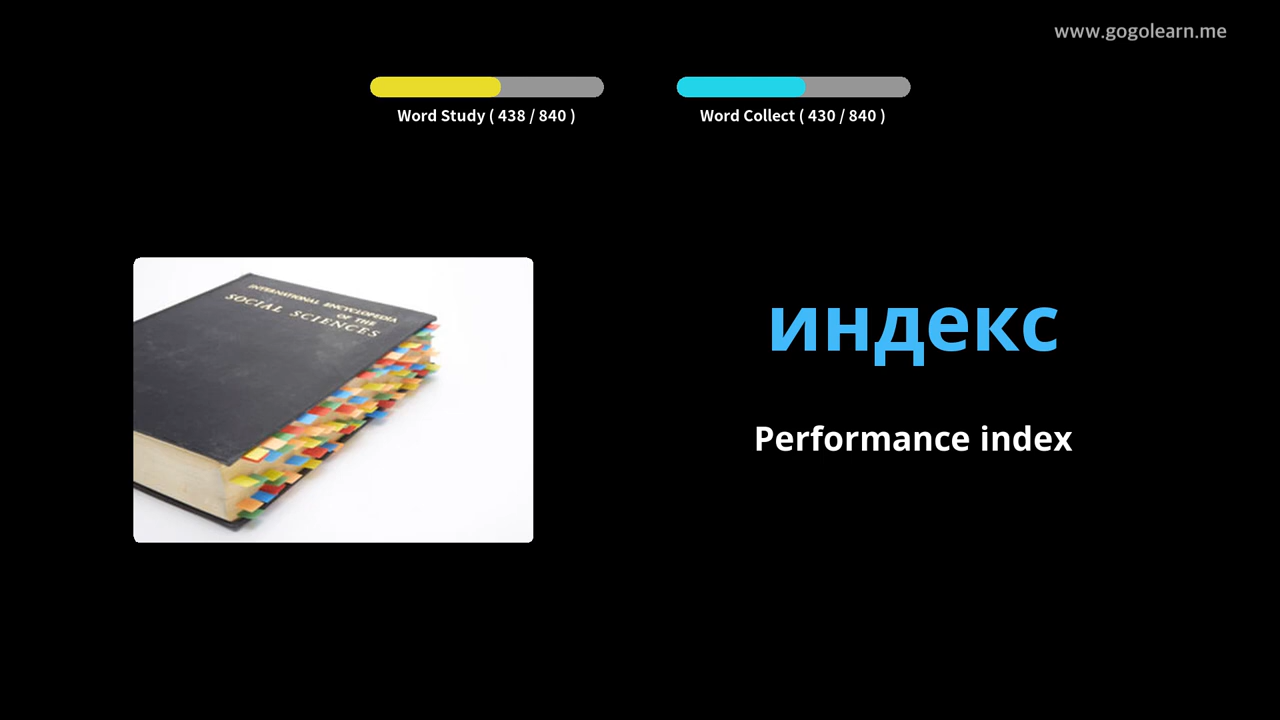 www.gogolearn.me
Word Study ( 438 / 840 )
Word Collect ( 430 / 840 )
INTERNATIONAL ENCYCLOPEDIA
OF THE
SOCIAL SCIENCES
индекс
Performance index